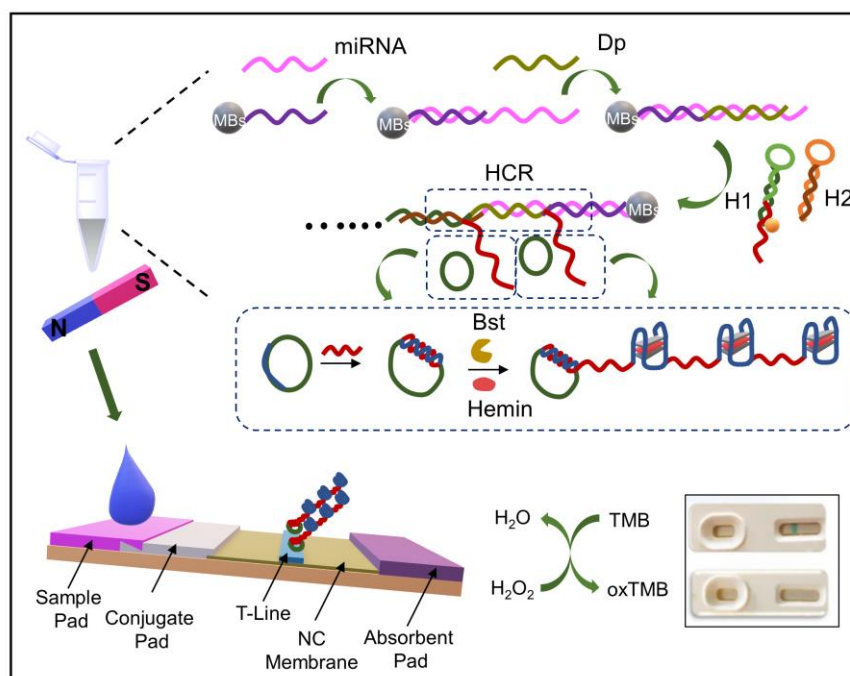 miRNA
Dp
MBs
MBs
MBs
HCR
H1
H2
MBs
S
N
Bst
Hemin
H₂O
TMB
H₂O₂
oxTMB
Sample
Pad
Conjugate
Pad
T-Line
NC
Membrane
Absorbent
Pad